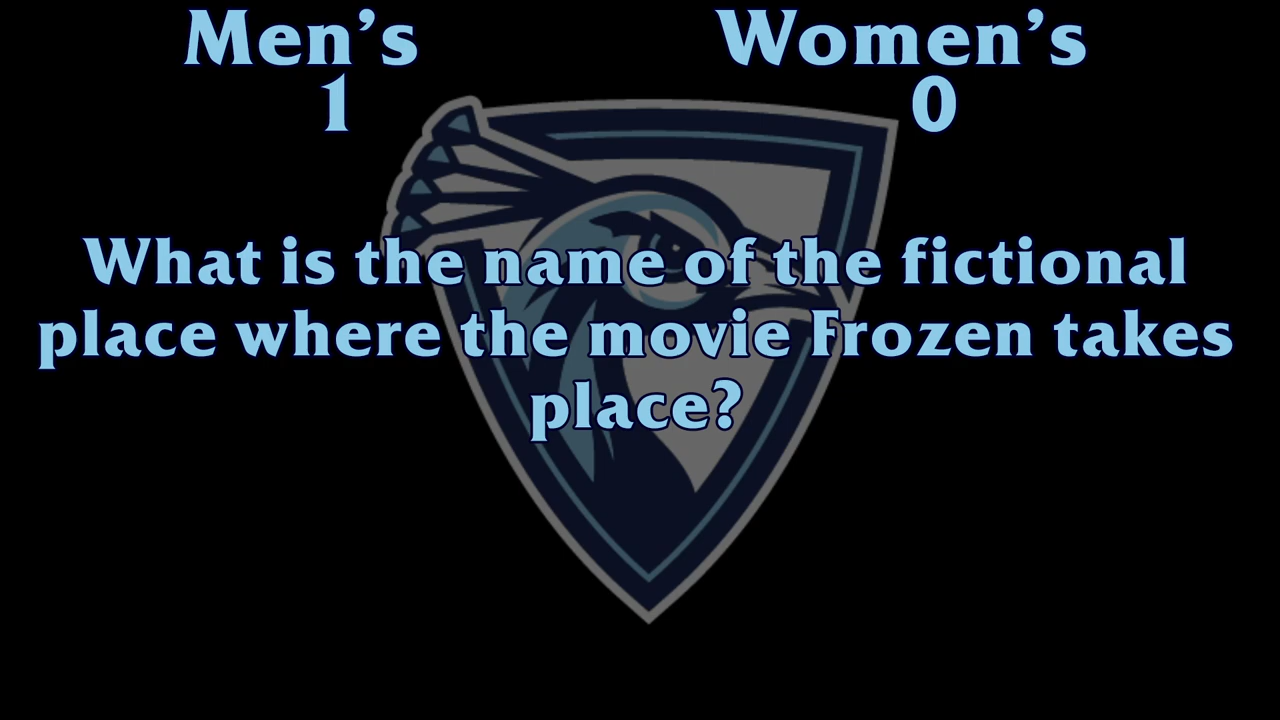 Men’s Women’s
1 0
What is the name of the fictional
place where the movie Frozen takes
place?